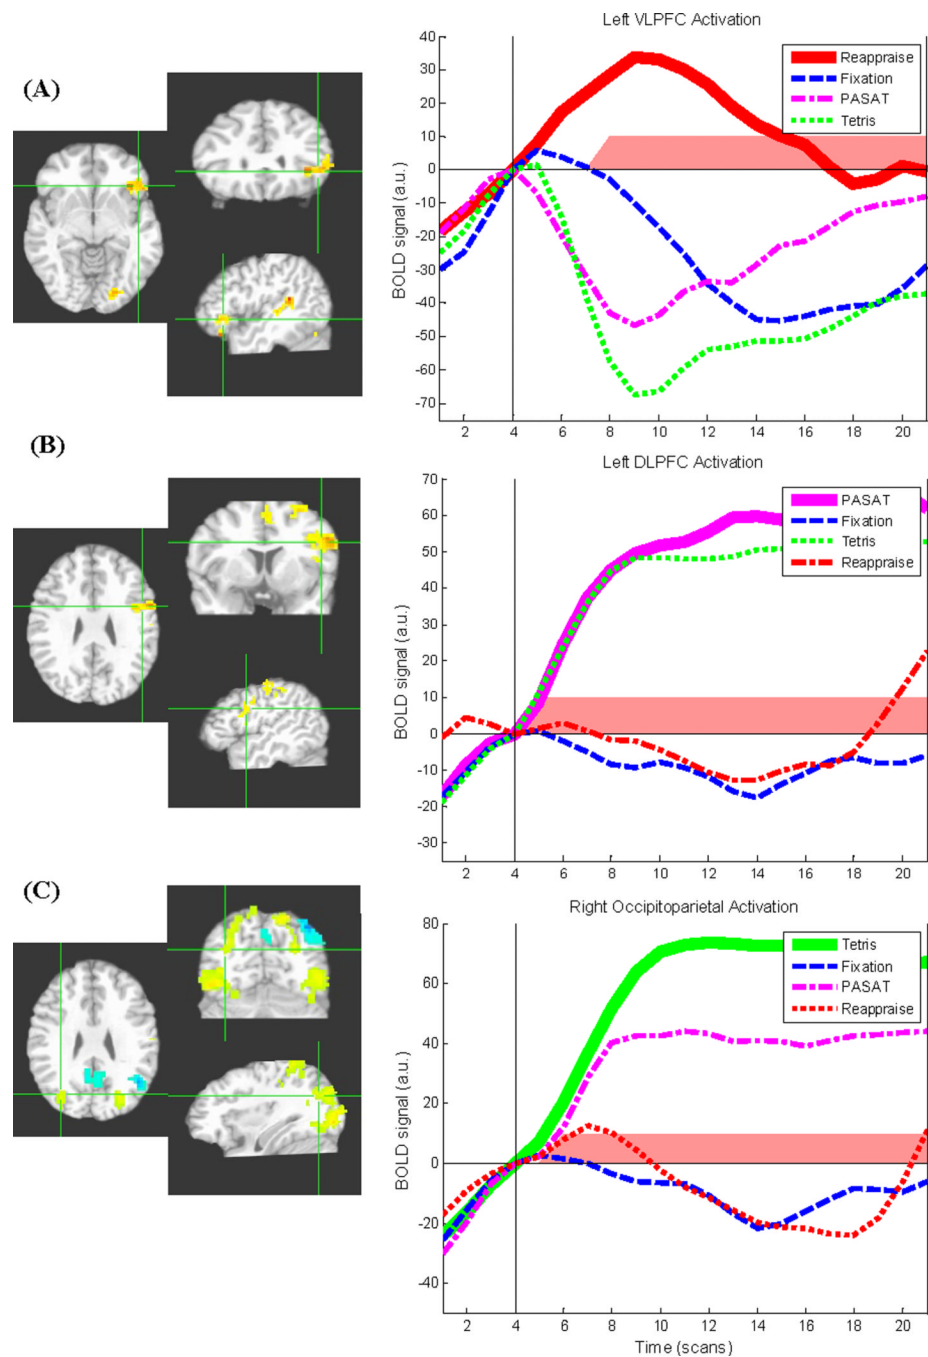 (A)
Left VLPFC Activation
BOLD signal (a.u.)
40
30
20
10
0
-10
-20
-30
-40
-50
-60
-70
Reappraise
Fixation
PASAT
Tetris
2 4 6 8 10 12 14 16 18 20
(B)
Left DLPFC Activation
BOLD signal (a.u.)
70
60
50
40
30
20
10
0
-10
-20
-30
PASAT
Fixation
Tetris
Reappraise
2 4 6 8 10 12 14 16 18 20
(C)
Right Occipitoparietal Activation
BOLD signal (a.u.)
80
60
40
20
0
-20
-40
Tetris
Fixation
PASAT
Reappraise
2 4 6 8 10 12 14 16 18 20
Time (scans)